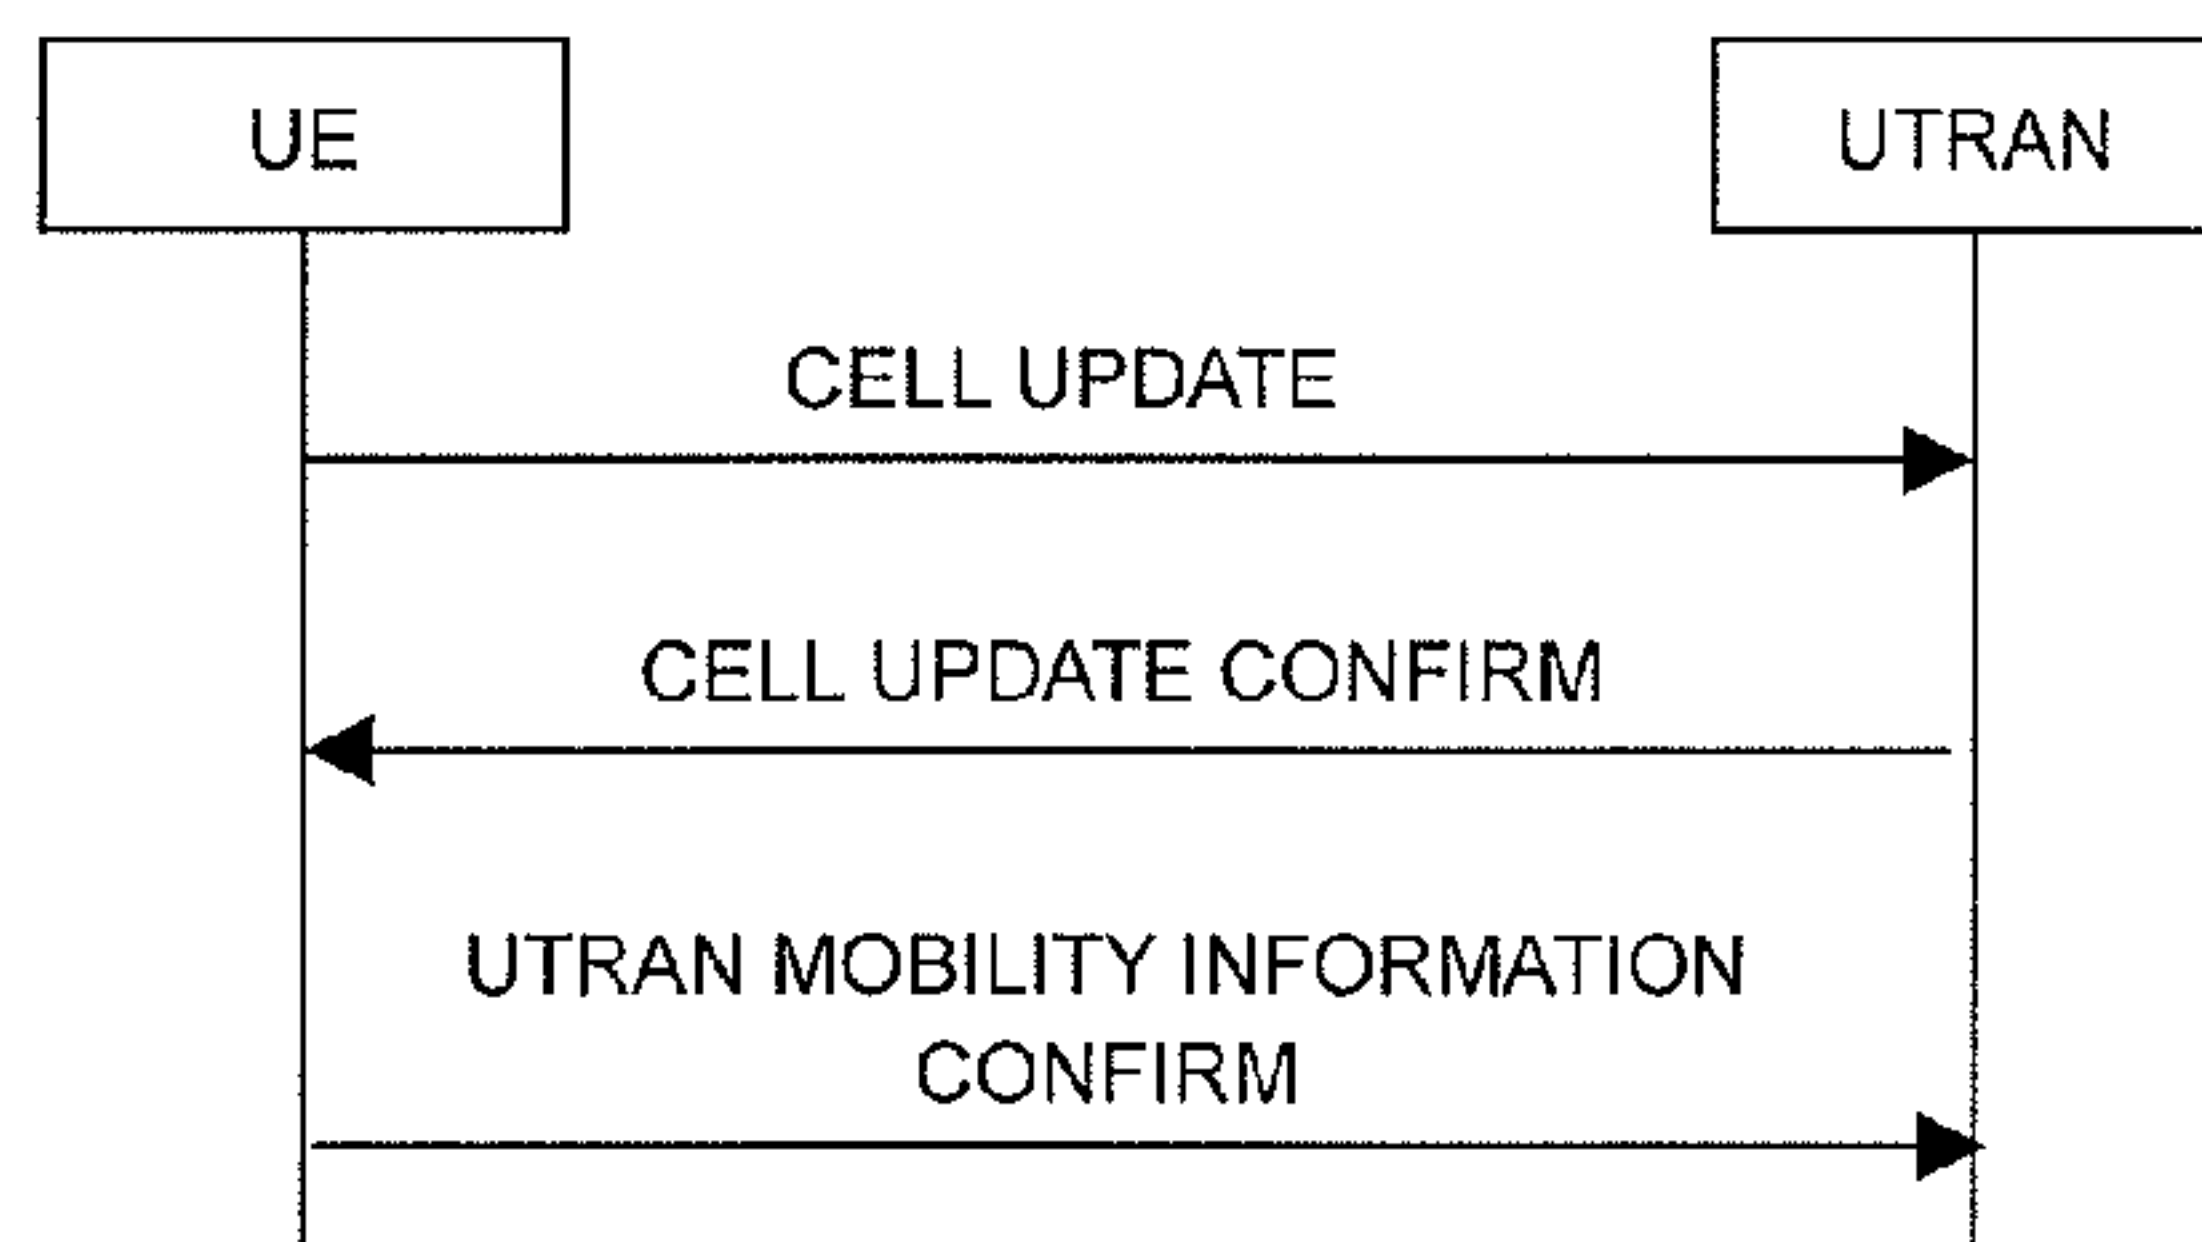 UE
UTRAN
CELL UPDATE
CELL UPDATE CONFIRM
UTRAN MOBILITY INFORMATION
CONFIRM